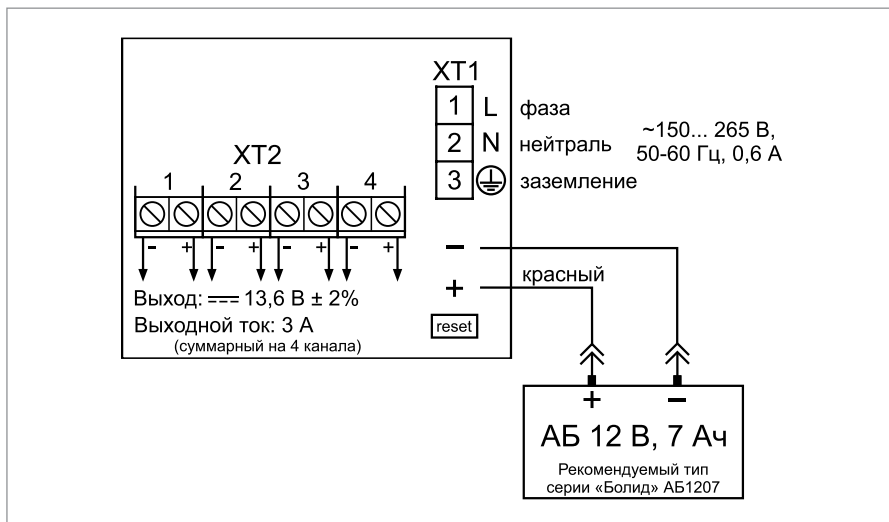 XT1
1 L фаза
2 N нейтраль
3 заземление
~150... 265 В,
50-60 Гц, 0,6 А
XT2
1 2 3 4
- + - + - + - +
Выход: 13,6 В ± 2%
Выходной ток: 3 А
(суммарный на 4 канала)
−
+ красный
reset
+ −
АБ 12 В, 7 Ач
Рекомендуемый тип
серии «Болид» АБ1207